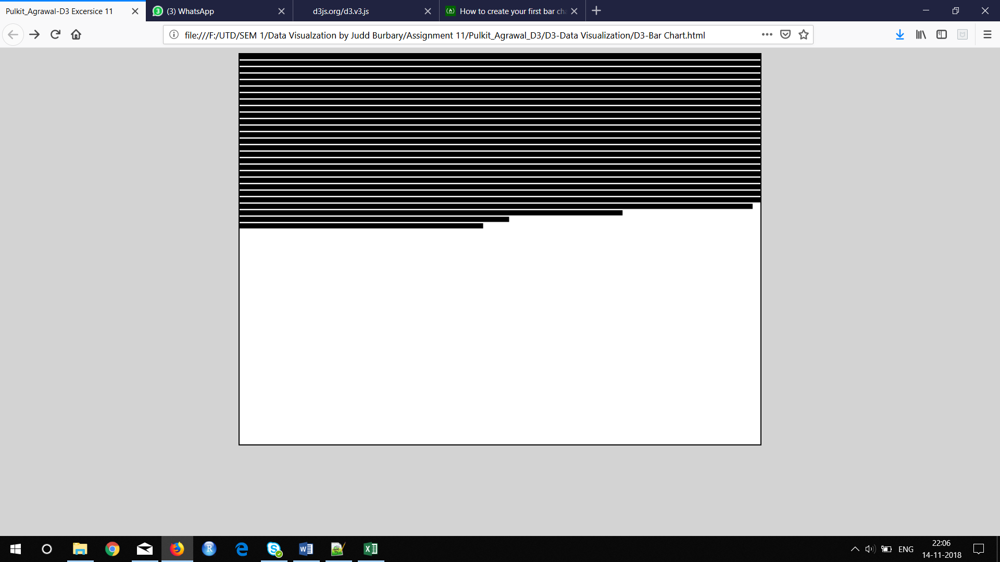 Pulkit_Agrawal-D3 Excersice 11
3 (3) WhatsApp
d3js.org/d3.v3.js
How to create your first bar cha
file:///F:/UTD/SEM 1/Data Visualzation by Judd Burbary/Assignment 11/Pulkit_Agrawal_D3/D3-Data Visualization/D3-Bar Chart.html
ENG
22:06
14-11-2018